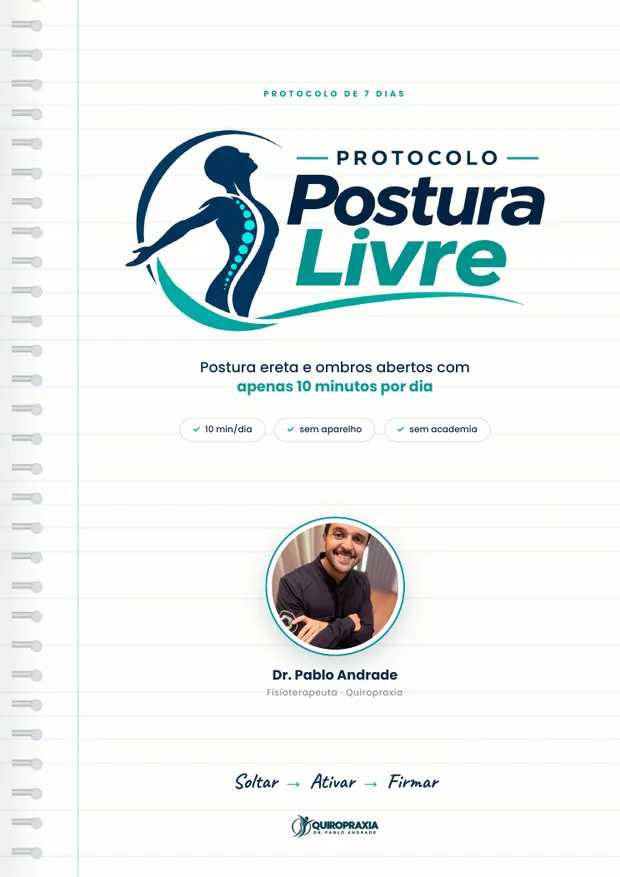 PROTOCOLO DE 7 DIAS
PROTOCOLO
Postura
Livre
Postura ereta e ombros abertos com
apenas 10 minutos por dia
✓ 10 min/dia ✓ sem aparelho ✓ sem academia
Dr. Pablo Andrade
Fisioterapeuta · Quiropraxia
Soltar → Ativar → Firmar
QUIROPRAXIA
DR. PABLO ANDRADE